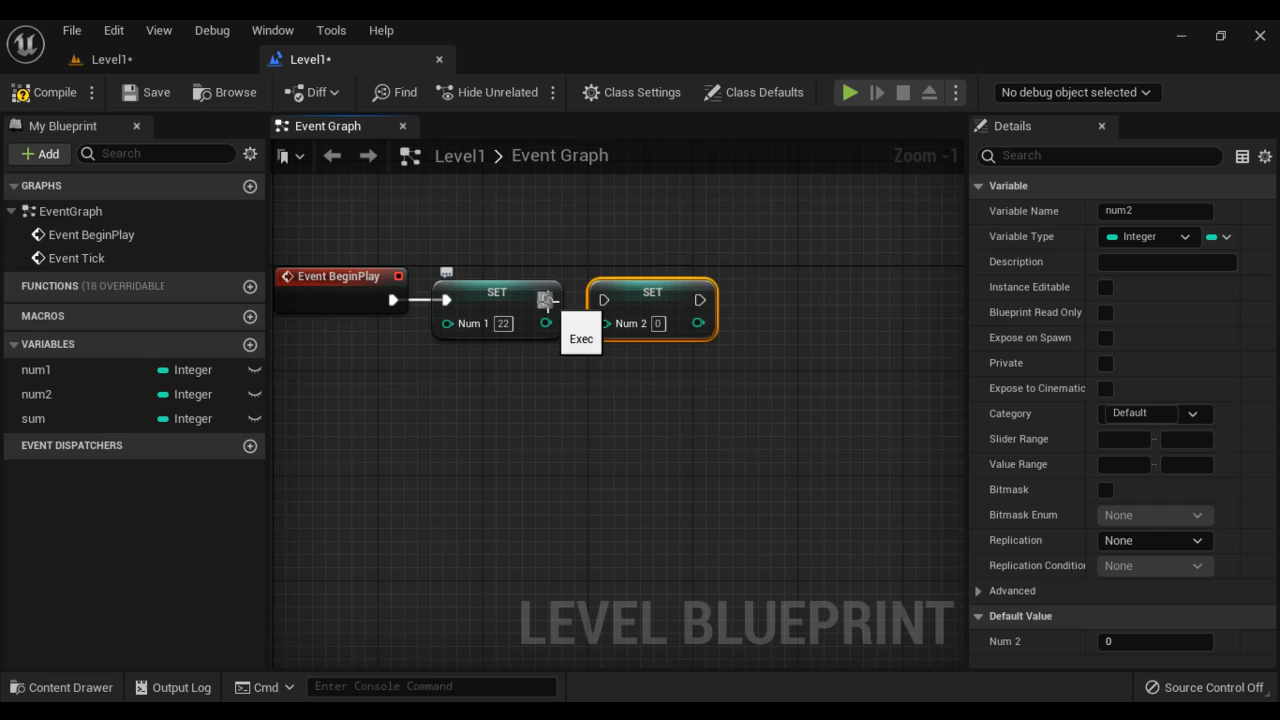 File Edit View Debug Window Tools Help
Level1* Level1*
Compile Save Browse Diff Find Hide Unrelated Class Settings Class Defaults No debug object selected
My Blueprint Event Graph Details
Add Search Level1 > Event Graph Zoom -1 Search
GRAPHS Variable
EventGraph Variable Name num2
Event BeginPlay Variable Type Integer
Event Tick Description
FUNCTIONS (18 OVERRIDABLE Instance Editable
MACROS Blueprint Read Only
VARIABLES Expose on Spawn
num1 Integer Private
num2 Integer Expose to Cinematic
sum Integer Category Default
EVENT DISPATCHERS Slider Range
Value Range
Bitmask
Bitmask Enum None
Replication None
Replication Condition None
Advanced
Default Value
Num 2 0
Event BeginPlay SET SET
Num 1 22 Num 2 0
Exec
LEVEL BLUEPRINT
Content Drawer Output Log Cmd Enter Console Command Source Control Off